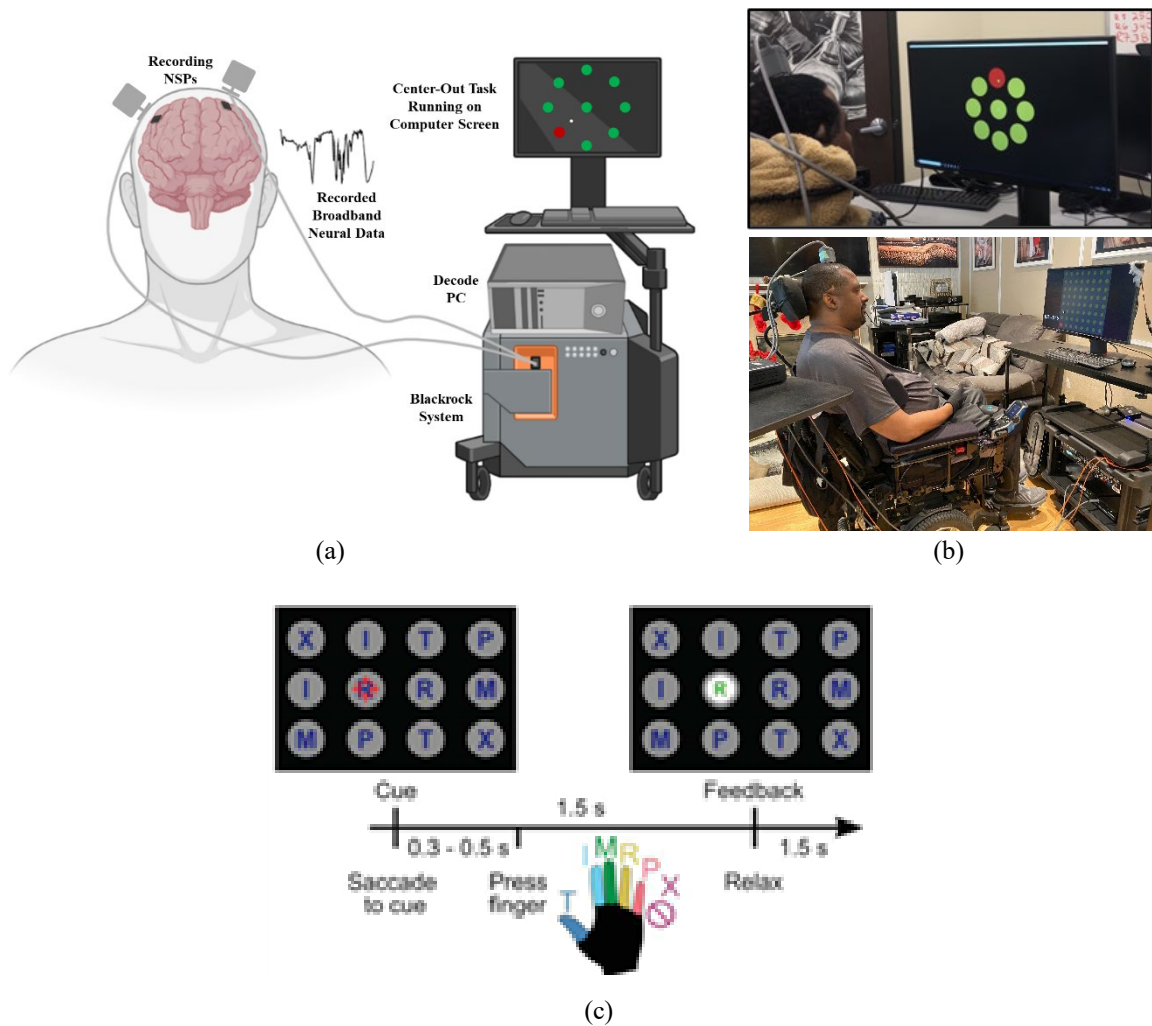 Recording
NSPs
Recorded
Broadband
Neural Data
Center-Out Task
Running on
Computer Screen
Decode
PC
Blackrock
System
(a)
(b)
X I T P
I R R M
M P T X
X I T P
I R R M
M P T X
Cue
Feedback
1.5 s
0.3 - 0.5 s
1.5 s
Saccade
to cue
Press
finger
T I M R P X
Relax
(c)